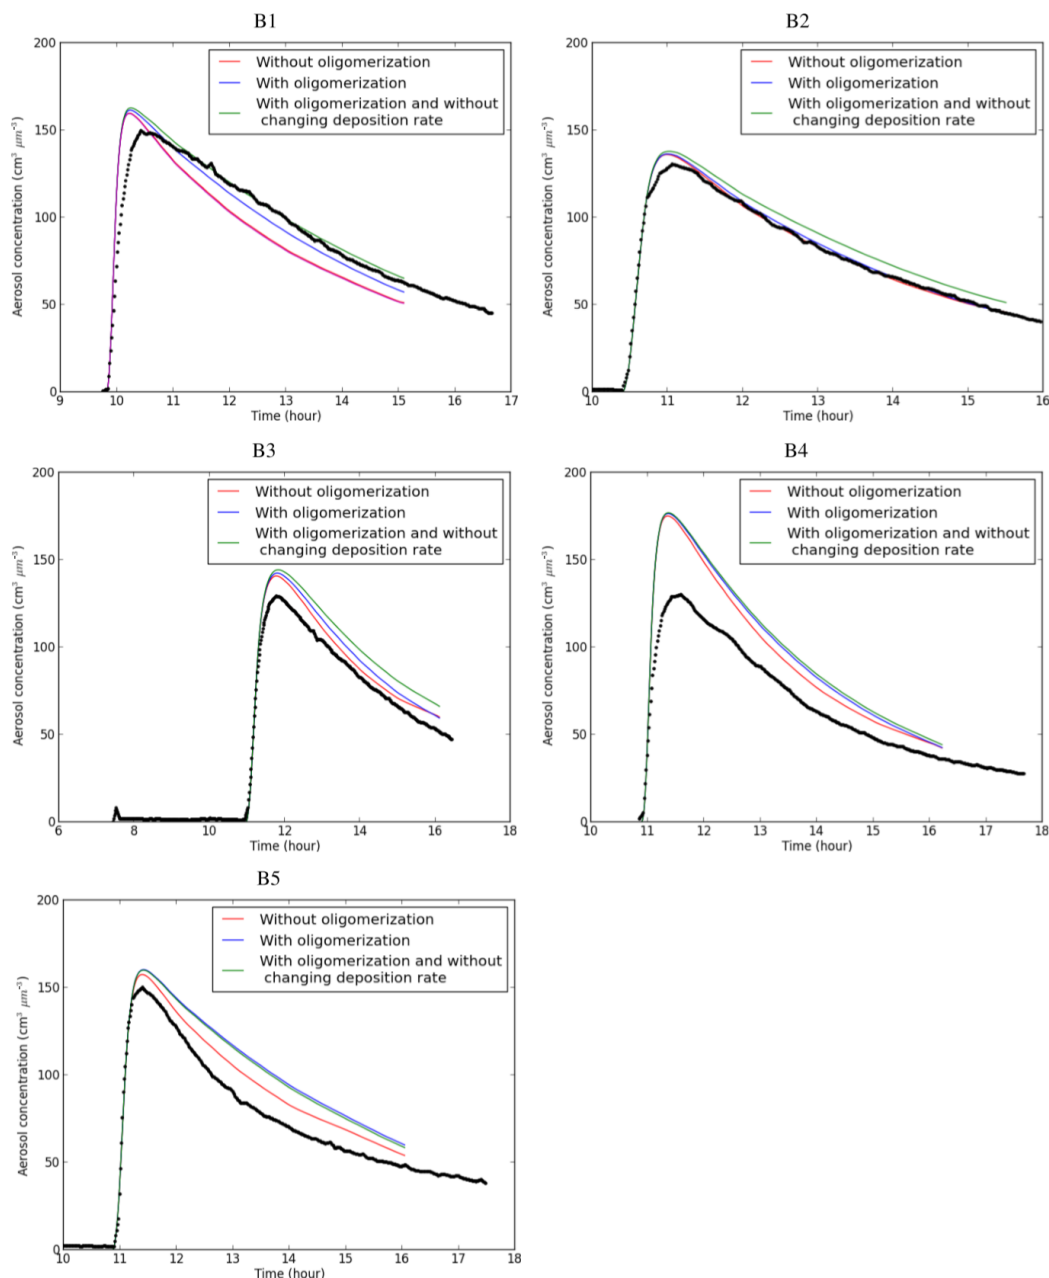 B1
200
150
100
50
0
Aerosol concentration (cm³ μm⁻³)
Without oligomerization
With oligomerization
With oligomerization and without
changing deposition rate
9 10 11 12 13 14 15 16 17
Time (hour)
B2
200
150
100
50
0
Aerosol concentration (cm³ μm⁻³)
Without oligomerization
With oligomerization
With oligomerization and without
changing deposition rate
10 11 12 13 14 15 16
Time (hour)
B3
200
150
100
50
0
Aerosol concentration (cm³ μm⁻³)
Without oligomerization
With oligomerization
With oligomerization and without
changing deposition rate
6 8 10 12 14 16 18
Time (hour)
B4
200
150
100
50
0
Aerosol concentration (cm³ μm⁻³)
Without oligomerization
With oligomerization
With oligomerization and without
changing deposition rate
10 11 12 13 14 15 16 17 18
Time (hour)
B5
200
150
100
50
0
Aerosol concentration (cm³ μm⁻³)
Without oligomerization
With oligomerization
With oligomerization and without
changing deposition rate
10 11 12 13 14 15 16 17 18
Time (hour)